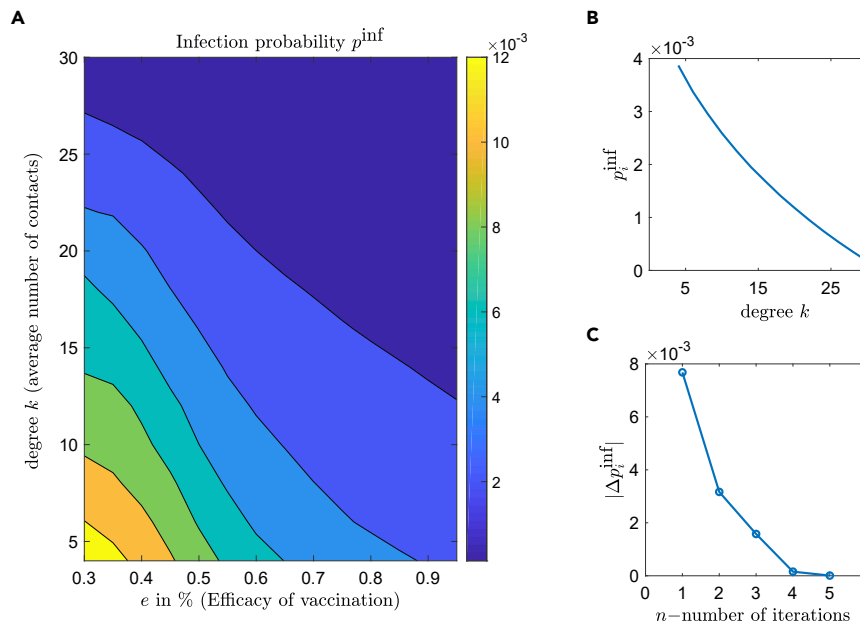 A
Infection probability p^inf
×10^-3
30
25
20
15
10
5
degree k (average number of contacts)
0.3 0.4 0.5 0.6 0.7 0.8 0.9
e in % (Efficacy of vaccination)
12
10
8
6
4
2
B
×10^-3
4
3
2
1
0
p_i^inf
5 15 25
degree k
C
×10^-3
8
6
4
2
0
|Δp_i^inf|
0 1 2 3 4 5
n−number of iterations